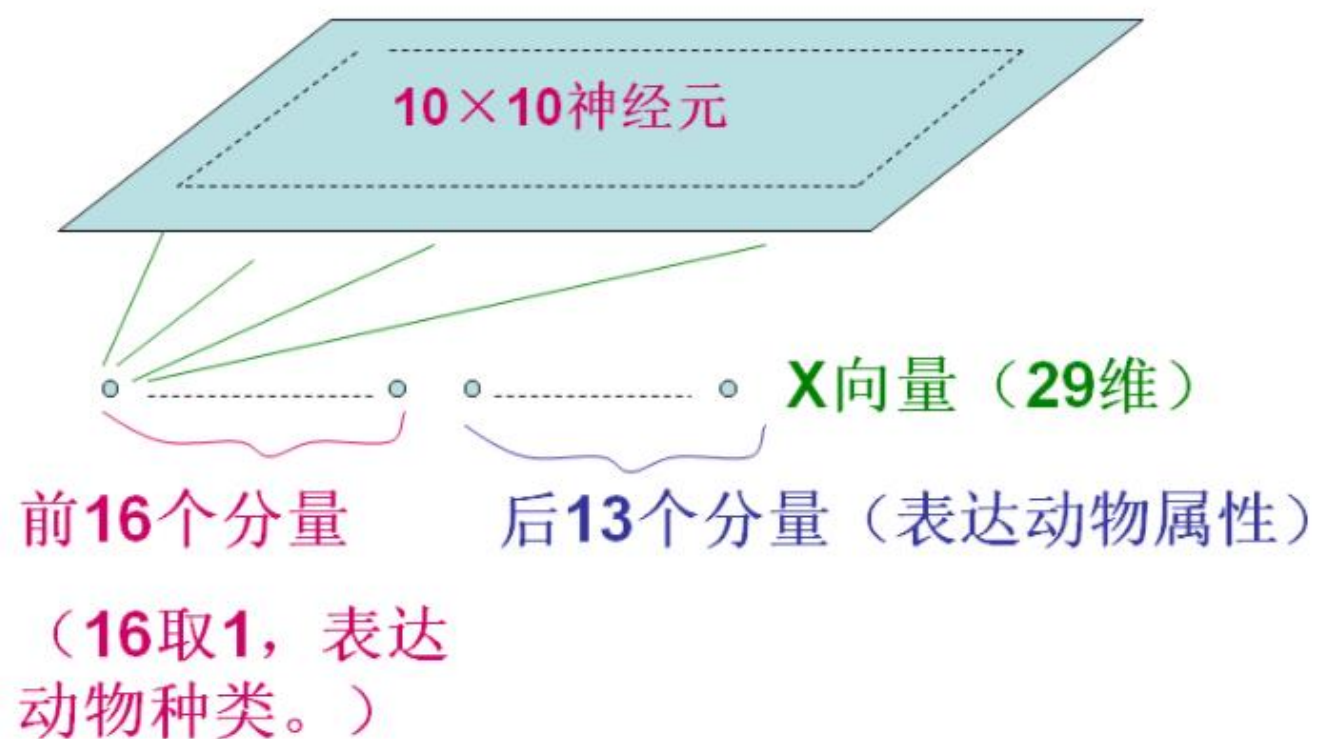 10×10神经元
X向量（29维）
前16个分量
后13个分量（表达动物属性）
（16取1，表达
动物种类。）